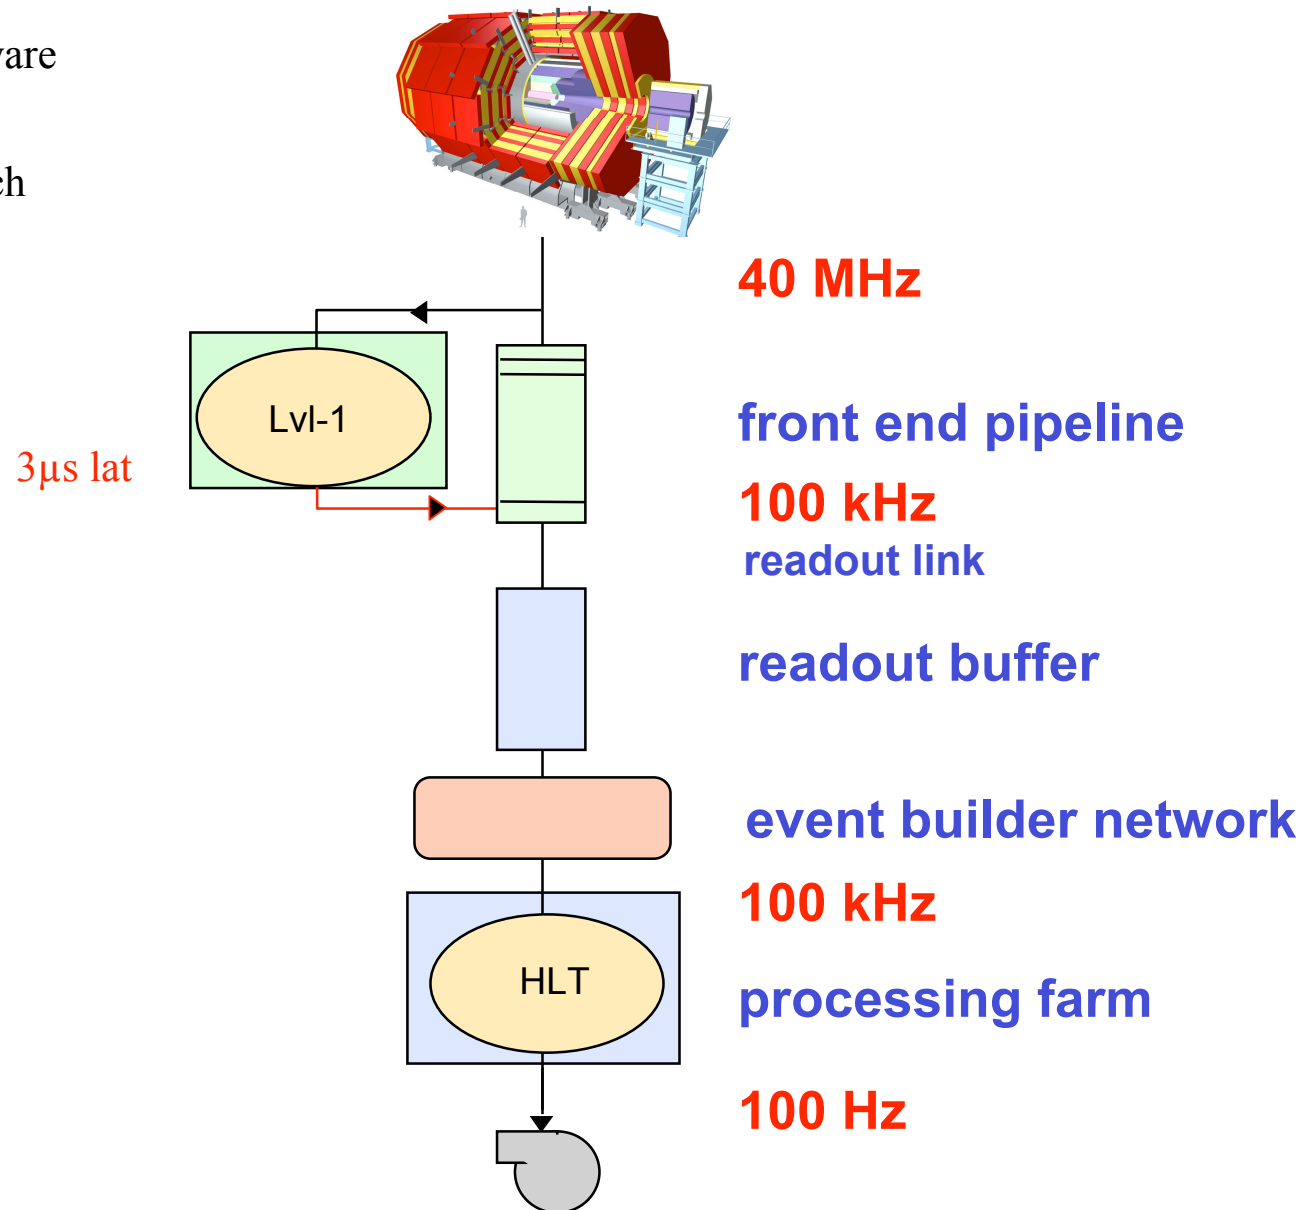 40 MHz
Lvl-1
front end pipeline
3µs lat
100 kHz
readout link
readout buffer
event builder network
100 kHz
HLT
processing farm
100 Hz